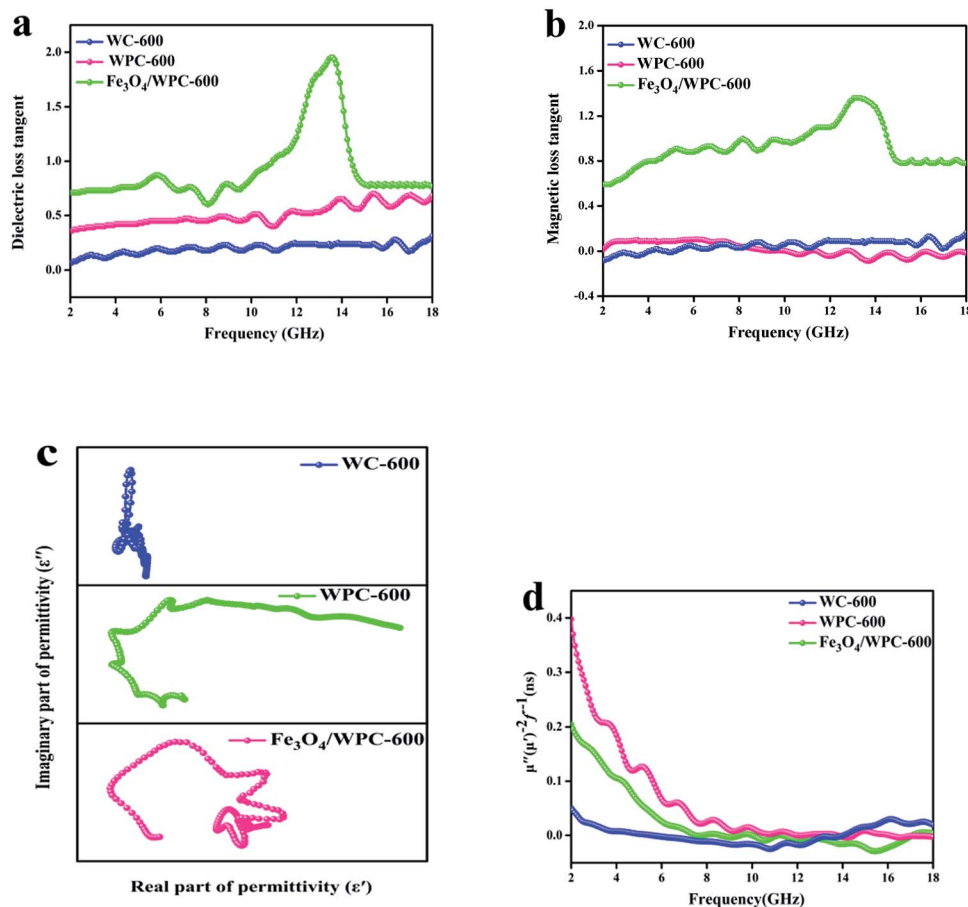 a
WC-600
WPC-600
Fe₃O₄/WPC-600
Dielectric loss tangent
2.0
1.5
1.0
0.5
0.0
2 4 6 8 10 12 14 16 18
Frequency (GHz)
b
WC-600
WPC-600
Fe₃O₄/WPC-600
Magnetic loss tangent
2.0
1.6
1.2
0.8
0.4
0.0
-0.4
2 4 6 8 10 12 14 16 18
Frequency (GHz)
c
WC-600
WPC-600
Fe₃O₄/WPC-600
Imaginary part of permittivity (ε″)
Real part of permittivity (ε′)
d
WC-600
WPC-600
Fe₃O₄/WPC-600
μ″(μ′)⁻²f⁻¹(ns)
0.4
0.3
0.2
0.1
0.0
2 4 6 8 10 12 14 16 18
Frequency(GHz)